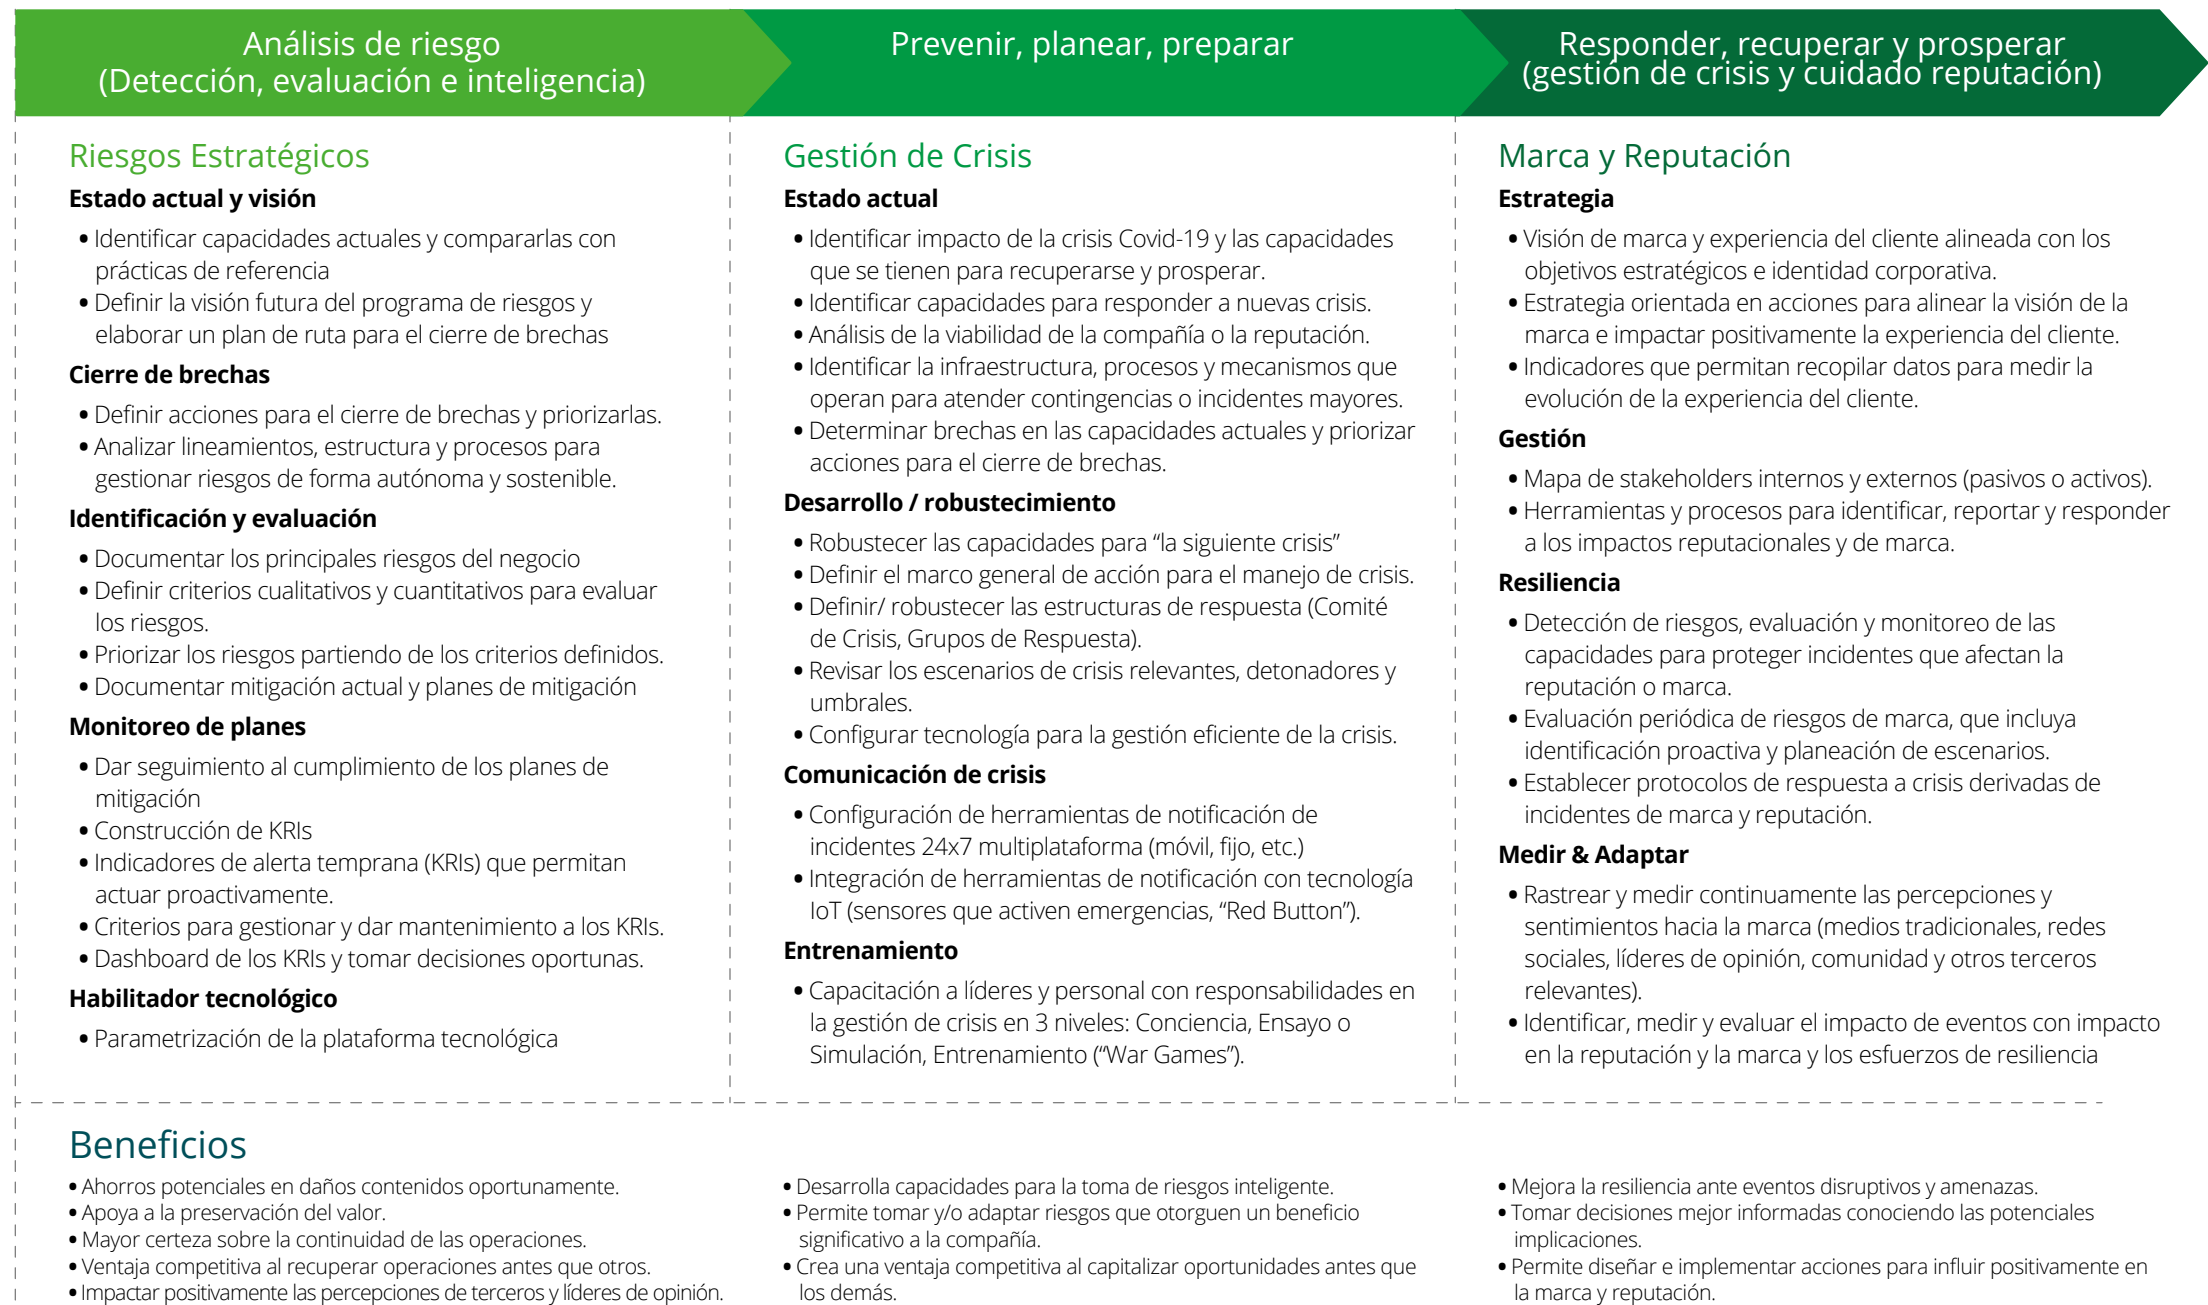 Análisis de riesgo
(Detección, evaluación e inteligencia)
Prevenir, planear, preparar
Responder, recuperar y prosperar
(gestión de crisis y cuidado reputación)
Riesgos Estratégicos
Estado actual y visión
• Identificar capacidades actuales y compararlas con
prácticas de referencia
• Definir la visión futura del programa de riesgos y
elaborar un plan de ruta para el cierre de brechas
Cierre de brechas
• Definir acciones para el cierre de brechas y priorizarlas.
• Analizar lineamientos, estructura y procesos para
gestionar riesgos de forma autónoma y sostenible.
Identificación y evaluación
• Documentar los principales riesgos del negocio
• Definir criterios cualitativos y cuantitativos para evaluar
los riesgos.
• Priorizar los riesgos partiendo de los criterios definidos.
• Documentar mitigación actual y planes de mitigación
Monitoreo de planes
• Dar seguimiento al cumplimiento de los planes de
mitigación
• Construcción de KRIs
• Indicadores de alerta temprana (KRIs) que permitan
actuar proactivamente.
• Criterios para gestionar y dar mantenimiento a los KRIs.
• Dashboard de los KRIs y tomar decisiones oportunas.
Habilitador tecnológico
• Parametrización de la plataforma tecnológica
Gestión de Crisis
Estado actual
• Identificar impacto de la crisis Covid-19 y las capacidades
que se tienen para recuperarse y prosperar.
• Identificar capacidades para responder a nuevas crisis.
• Análisis de la viabilidad de la compañía o la reputación.
• Identificar la infraestructura, procesos y mecanismos que
operan para atender contingencias o incidentes mayores.
• Determinar brechas en las capacidades actuales y priorizar
acciones para el cierre de brechas.
Desarrollo / robustecimiento
• Robustecer las capacidades para “la siguiente crisis”
• Definir el marco general de acción para el manejo de crisis.
• Definir/ robustecer las estructuras de respuesta (Comité
de Crisis, Grupos de Respuesta).
• Revisar los escenarios de crisis relevantes, detonadores y
umbrales.
• Configurar tecnología para la gestión eficiente de la crisis.
Comunicación de crisis
• Configuración de herramientas de notificación de
incidentes 24x7 multiplataforma (móvil, fijo, etc.)
• Integración de herramientas de notificación con tecnología
IoT (sensores que activen emergencias, “Red Button”).
Entrenamiento
• Capacitación a líderes y personal con responsabilidades en
la gestión de crisis en 3 niveles: Conciencia, Ensayo o
Simulación, Entrenamiento (“War Games”).
Marca y Reputación
Estrategia
• Visión de marca y experiencia del cliente alineada con los
objetivos estratégicos e identidad corporativa.
• Estrategia orientada en acciones para alinear la visión de la
marca e impactar positivamente la experiencia del cliente.
• Indicadores que permitan recopilar datos para medir la
evolución de la experiencia del cliente.
Gestión
• Mapa de stakeholders internos y externos (pasivos o activos).
• Herramientas y procesos para identificar, reportar y responder
a los impactos reputacionales y de marca.
Resiliencia
• Detección de riesgos, evaluación y monitoreo de las
capacidades para proteger incidentes que afectan la
reputación o marca.
• Evaluación periódica de riesgos de marca, que incluya
identificación proactiva y planeación de escenarios.
• Establecer protocolos de respuesta a crisis derivadas de
incidentes de marca y reputación.
Medir & Adaptar
• Rastrear y medir continuamente las percepciones y
sentimientos hacia la marca (medios tradicionales, redes
sociales, líderes de opinión, comunidad y otros terceros
relevantes).
• Identificar, medir y evaluar el impacto de eventos con impacto
en la reputación y la marca y los esfuerzos de resiliencia
Beneficios
• Ahorros potenciales en daños contenidos oportunamente.
• Apoya a la preservación del valor.
• Mayor certeza sobre la continuidad de las operaciones.
• Ventaja competitiva al recuperar operaciones antes que otros.
• Impactar positivamente las percepciones de terceros y líderes de opinión.
• Desarrolla capacidades para la toma de riesgos inteligente.
• Permite tomar y/o adaptar riesgos que otorguen un beneficio
significativo a la compañía.
• Crea una ventaja competitiva al capitalizar oportunidades antes que
los demás.
• Mejora la resiliencia ante eventos disruptivos y amenazas.
• Tomar decisiones mejor informadas conociendo las potenciales
implicaciones.
• Permite diseñar e implementar acciones para influir positivamente en
la marca y reputación.